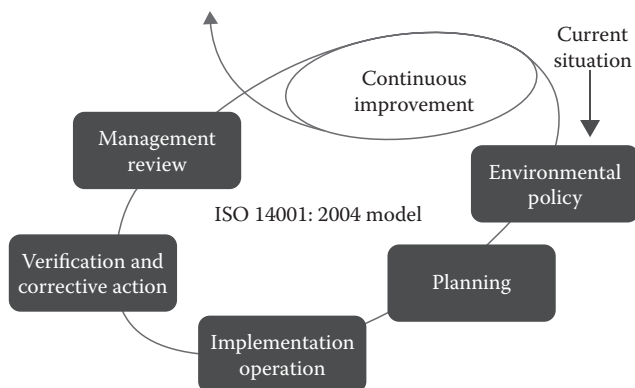 Current
situation
Continuous
improvement
Management
review
Environmental
policy
ISO 14001: 2004 model
Verification and
corrective action
Planning
Implementation
operation